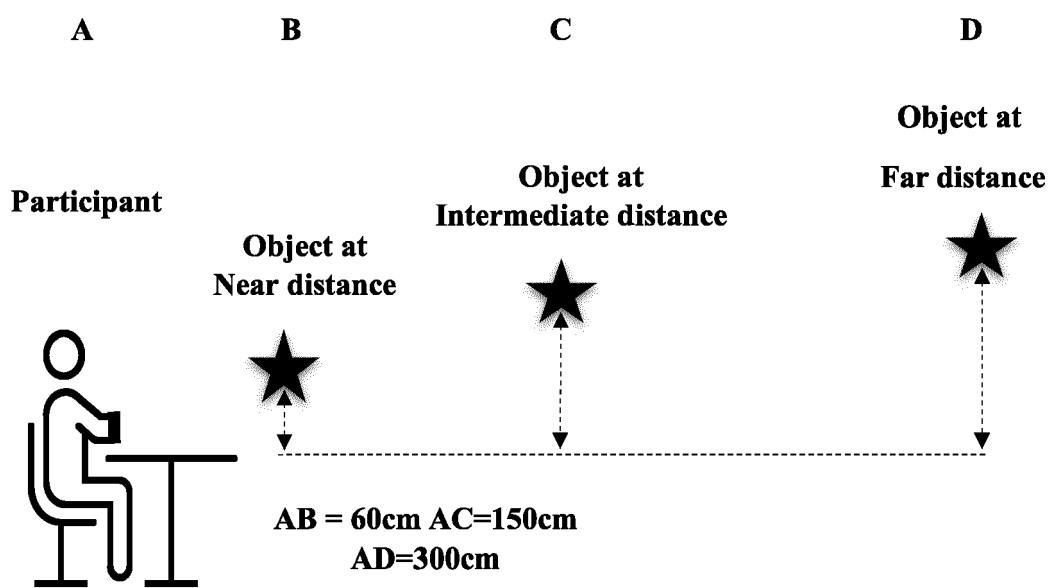 A B C D
Object at
Far distance
Object at
Intermediate distance
Participant
Object at
Near distance
AB = 60cm AC=150cm
AD=300cm